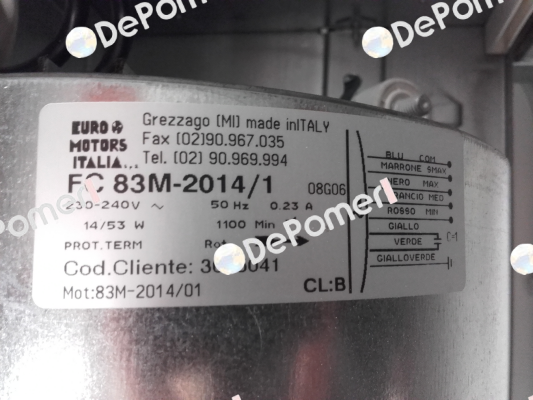 DePomeri
EURO
MOTORS
ITALIA...
Grezzago (MI) made inITALY
Fax (02)90.967.035
Tel. (02) 90.969.994
FC 83M-2014/1 08G06
230-240V ~ 50 Hz 0.23 A
14/53 W 1100 Min
PROT.TERM Rot.
Cod.Cliente:
Mot:83M-2014/01
CL:B
BLU COM
MARRONE SMAX
NERO MAX
ARANCIO MED
ROSSO MIN
GIALLO
VERDE
GIALLOVERDE